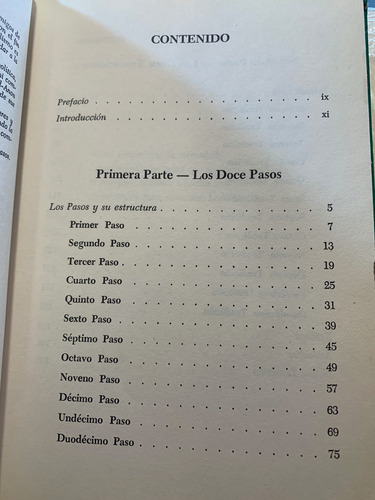 CONTENIDO
Prefacio . . . . . . . . . . . . . . . . . . ix
Introducción . . . . . . . . . . . . . . . . xi
Primera Parte — Los Doce Pasos
Los Pasos y su estructura . . . . . . . . . . . . 5
Primer Paso . . . . . . . . . . . . . . . 7
Segundo Paso . . . . . . . . . . . . . . 13
Tercer Paso . . . . . . . . . . . . . . . 19
Cuarto Paso . . . . . . . . . . . . . . . 25
Quinto Paso . . . . . . . . . . . . . . . 31
Sexto Paso . . . . . . . . . . . . . . . 39
Séptimo Paso . . . . . . . . . . . . . . 45
Octavo Paso . . . . . . . . . . . . . . . 49
Noveno Paso . . . . . . . . . . . . . . 57
Décimo Paso . . . . . . . . . . . . . . 63
Undécimo Paso . . . . . . . . . . . . . 69
Duodécimo Paso . . . . . . . . . . . . . 75